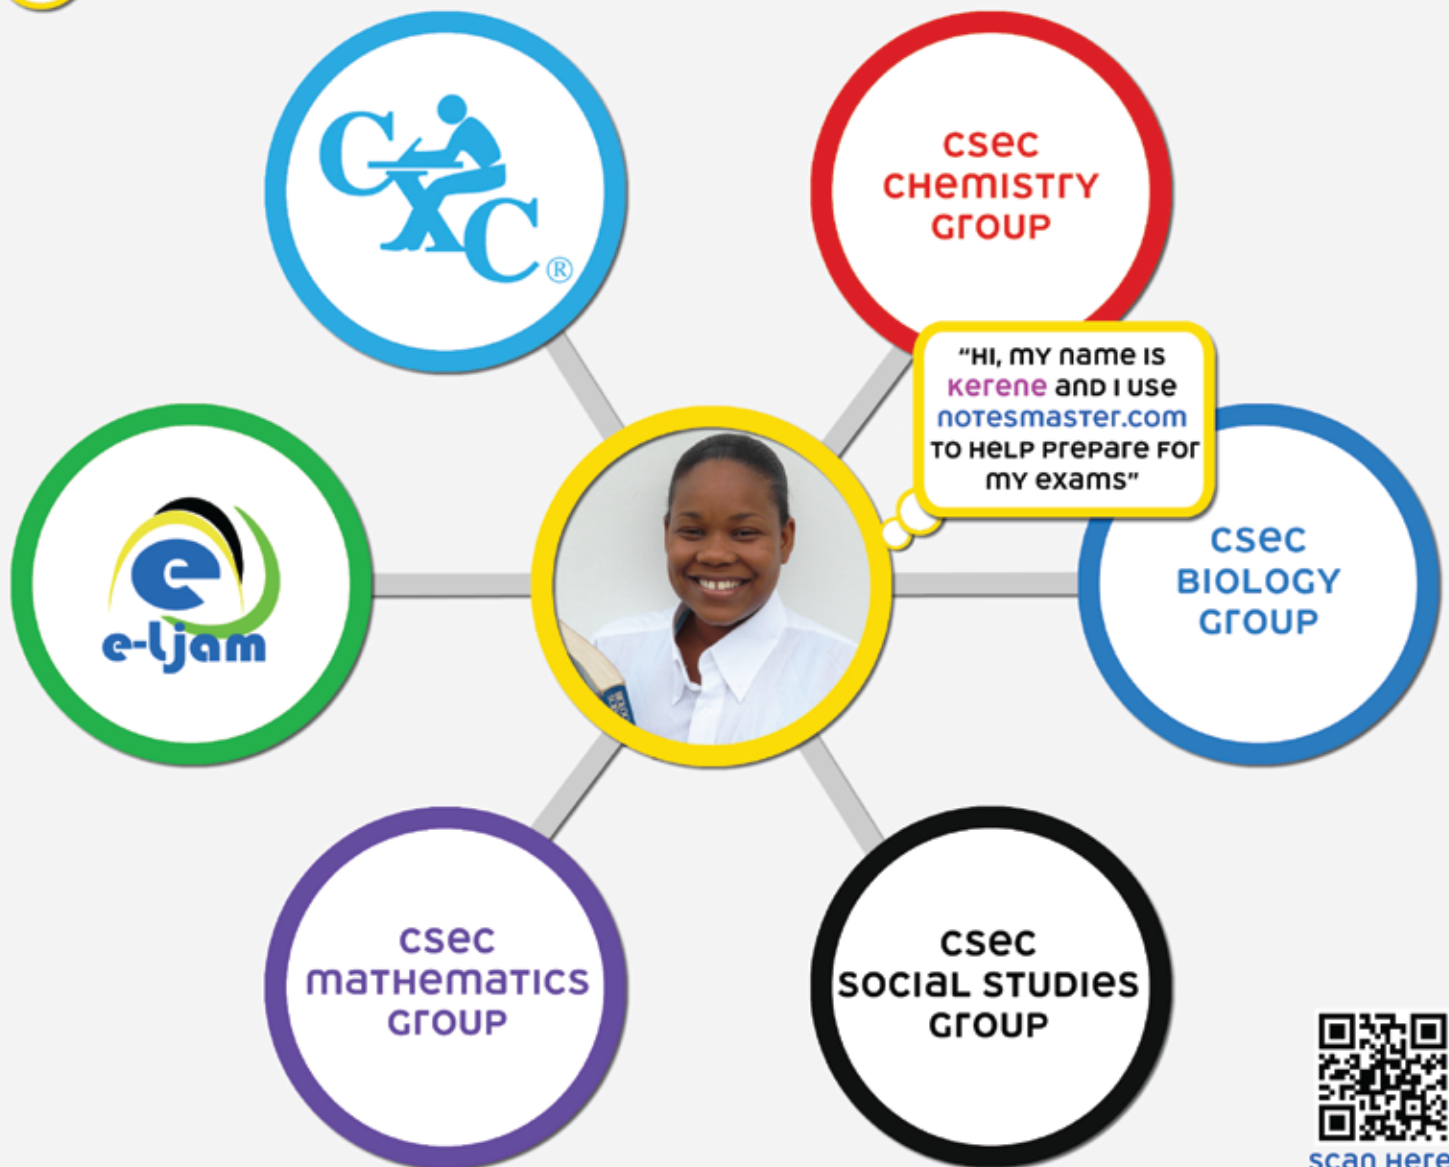 CXC®
csec
CHemISTry
GrOUP
"HI, my name IS
Kerene anD I USe
noTesmaSTer.com
TO HeLP PrePare FOr
my exams"
e
e-Ljam
csec
BIOLOGY
GrOUP
csec
maTHemaTICS
GrOUP
csec
SOCIaL STUDIes
GrOUP
scan Here